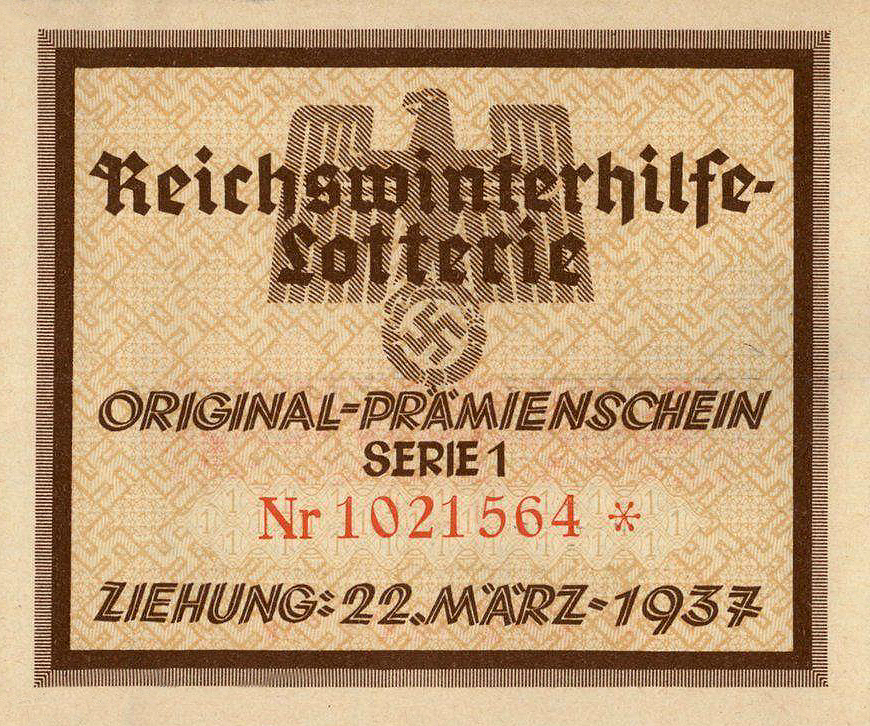 Reichswinterhilfe-
Lotterie
ORIGINAL-PRÄMIENSCHEIN
SERIE 1
Nr 1021564 *
ZIEHUNG: 22. MÄRZ-1937